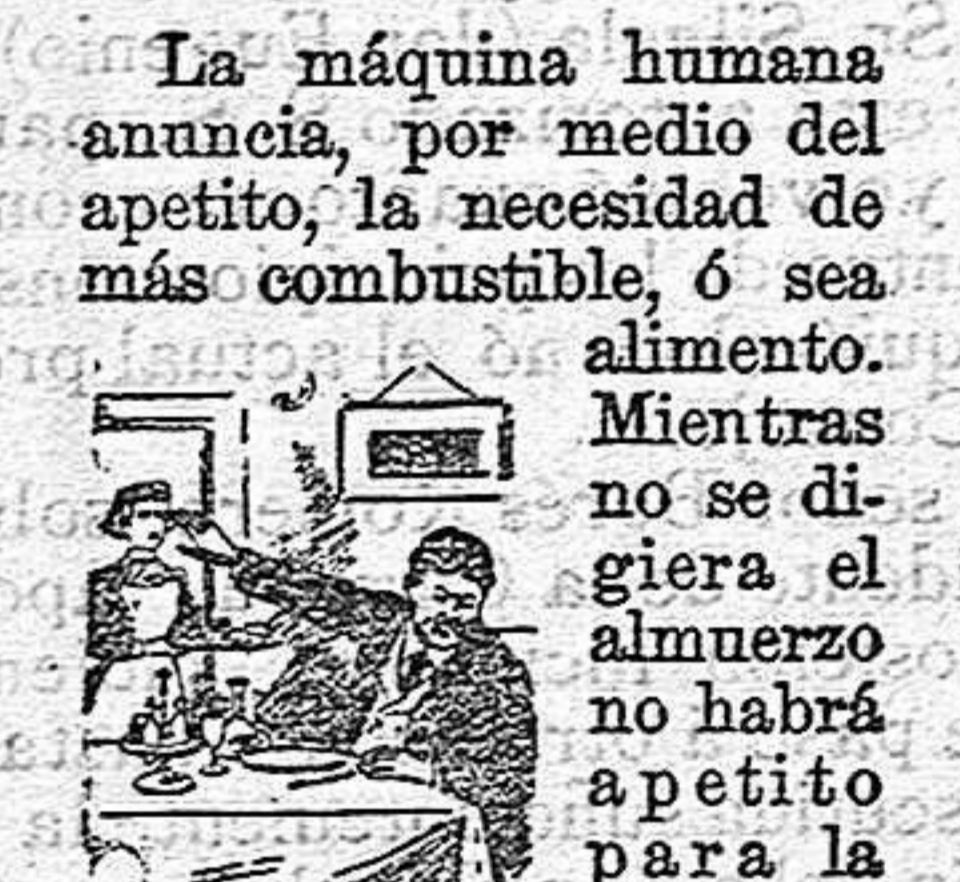 La máquina humana
anuncia, por medio del
apetito, la necesidad de
más combustible, ó sea
alimento.
Mientras
no se di-
giera el
almuerzo
no habrá
apetito
para la